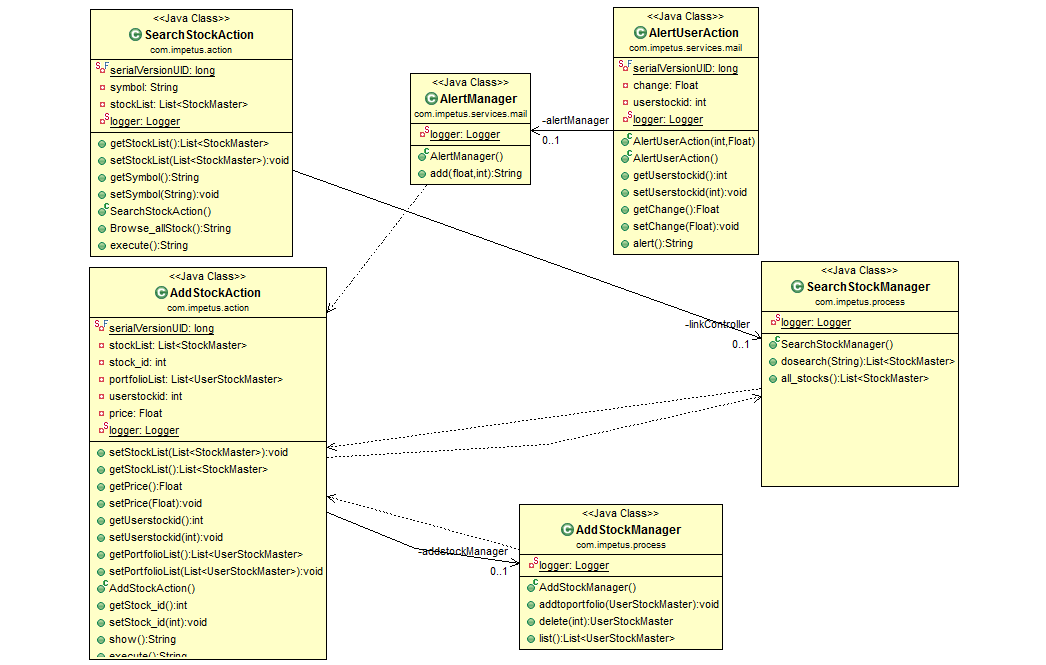 <<Java Class>>
SearchStockAction
com.impetus.action
serialVersionUID: long
symbol: String
stockList: List<StockMaster>
logger: Logger
getStockList():List<StockMaster>
setStockList(List<StockMaster>):void
getSymbol():String
setSymbol(String):void
SearchStockAction()
Browse_allStock():String
execute():String
<<Java Class>>
AlertManager
com.impetus.services.mail
logger: Logger
AlertManager()
add(float,int):String
-alertManager
0..1
<<Java Class>>
AlertUserAction
com.impetus.services.mail
serialVersionUID: long
change: Float
userstockid: int
logger: Logger
AlertUserAction(int,Float)
AlertUserAction()
getUserstockid():int
setUserstockid(int):void
getChange():Float
setChange(Float):void
alert():String
<<Java Class>>
AddStockAction
com.impetus.action
serialVersionUID: long
stockList: List<StockMaster>
stock_id: int
portfolioList: List<UserStockMaster>
userstockid: int
price: Float
logger: Logger
setStockList(List<StockMaster>):void
getStockList():List<StockMaster>
getPrice():Float
setPrice(Float):void
getUserstockid():int
setUserstockid(int):void
getPortfolioList():List<UserStockMaster>
setPortfolioList(List<UserStockMaster>):void
AddStockAction()
getStock_id():int
setStock_id(int):void
show():String
execute():String
-linkController
0..1
<<Java Class>>
SearchStockManager
com.impetus.process
logger: Logger
SearchStockManager()
dosearch(String):List<StockMaster>
all_stocks():List<StockMaster>
-addstockManager
0..1
<<Java Class>>
AddStockManager
com.impetus.process
logger: Logger
AddStockManager()
addtoportfolio(UserStockMaster):void
delete(int):UserStockMaster
list():List<UserStockMaster>